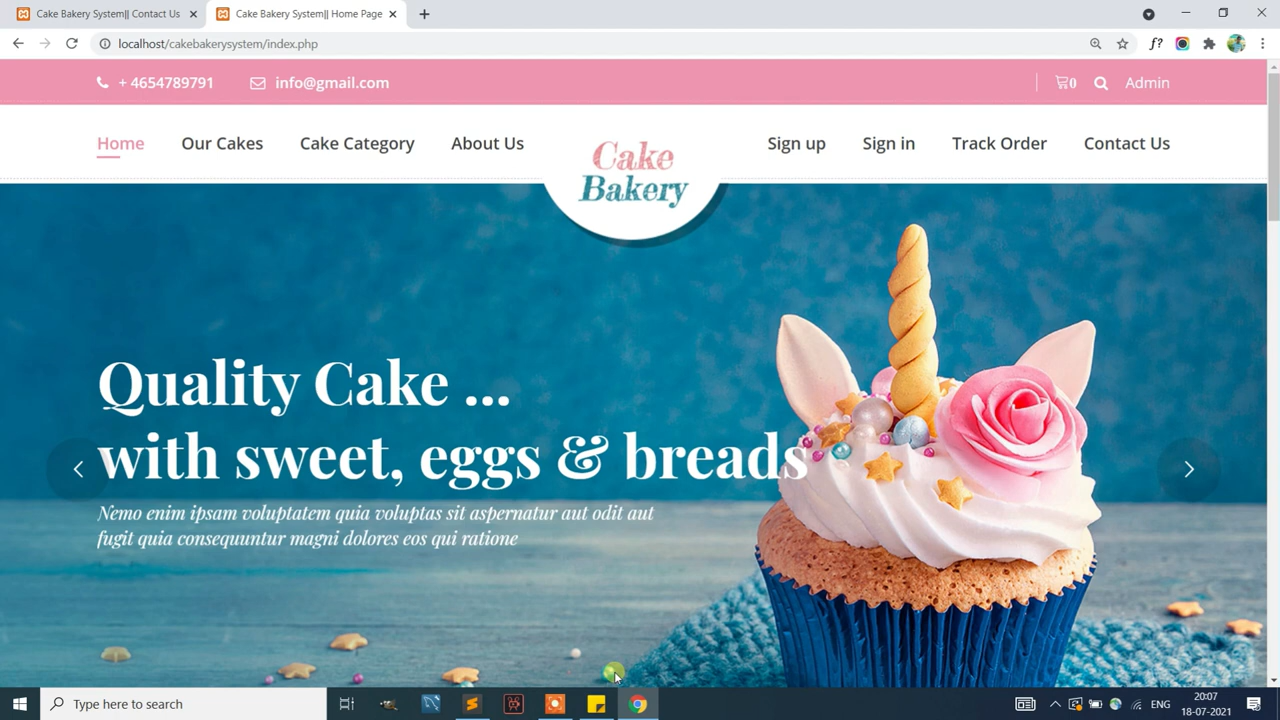 Cake Bakery System|| Contact Us
Cake Bakery System|| Home Page
localhost/cakebakerysystem/index.php
+ 4654789791
info@gmail.com
0
Admin
Home
Our Cakes
Cake Category
About Us
Cake
Bakery
Sign up
Sign in
Track Order
Contact Us
Quality Cake ...
with sweet, eggs & breads
Nemo enim ipsam voluptatem quia voluptas sit aspernatur aut odit aut
fugit quia consequuntur magni dolores eos qui ratione
Type here to search
ENG
20:07
18-07-2021